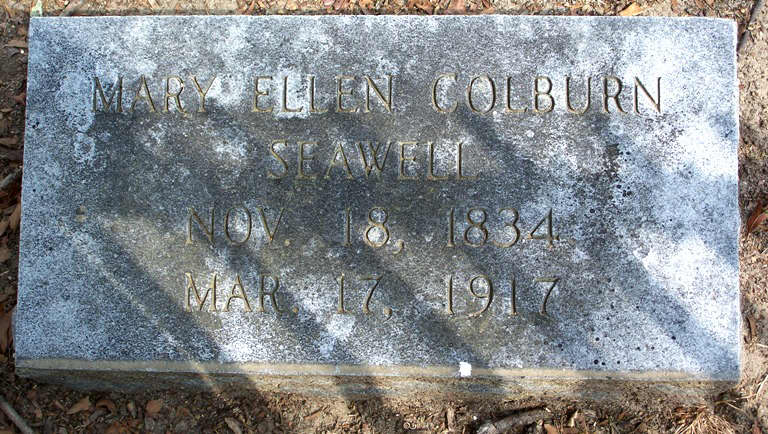 MARY ELLEN COLBURN
SEAWELL
NOV. 18, 1834
MAR. 17, 1917